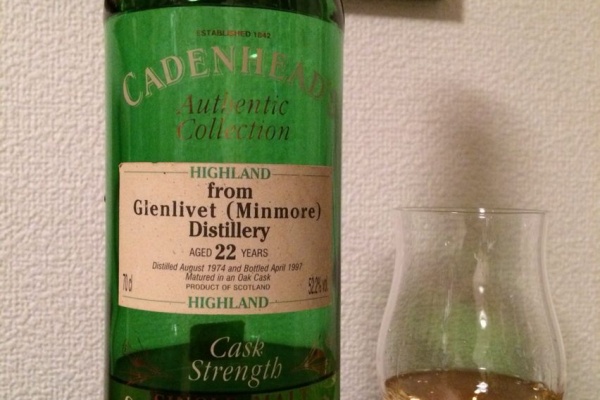 ESTABLISHED 1842
CADENHEAD'S
Authentic
Collection
HIGHLAND
from
Glenlivet (Minmore)
Distillery
AGED 22 YEARS
Distilled August 1974 and Bottled April 1997
Matured in an Oak Cask
70cl PRODUCT OF SCOTLAND 52.2% vol.
HIGHLAND
Cask
Strength